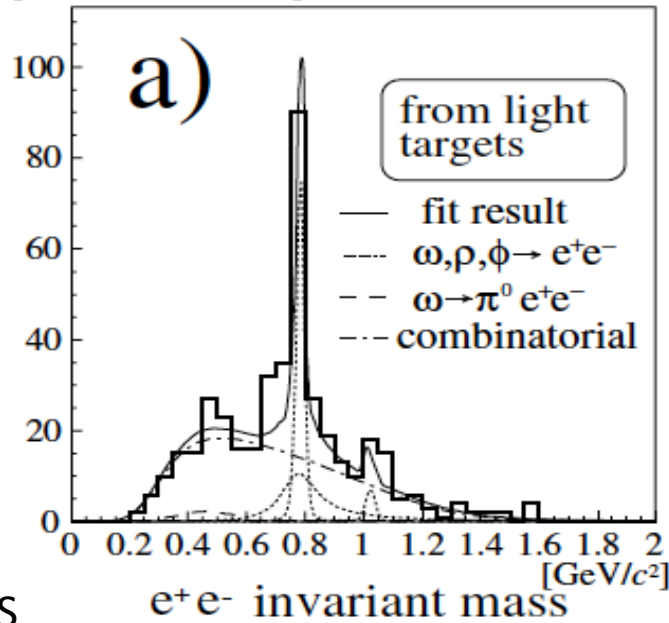 a)
from light
targets
fit result
ω,ρ,ϕ→ e⁺e⁻
ω→π⁰ e⁺e⁻
combinatorial
100
80
60
40
20
0
0 0.2 0.4 0.6 0.8 1 1.2 1.4 1.6 1.8 2
[GeV/c²]
s e⁺e⁻ invariant mass